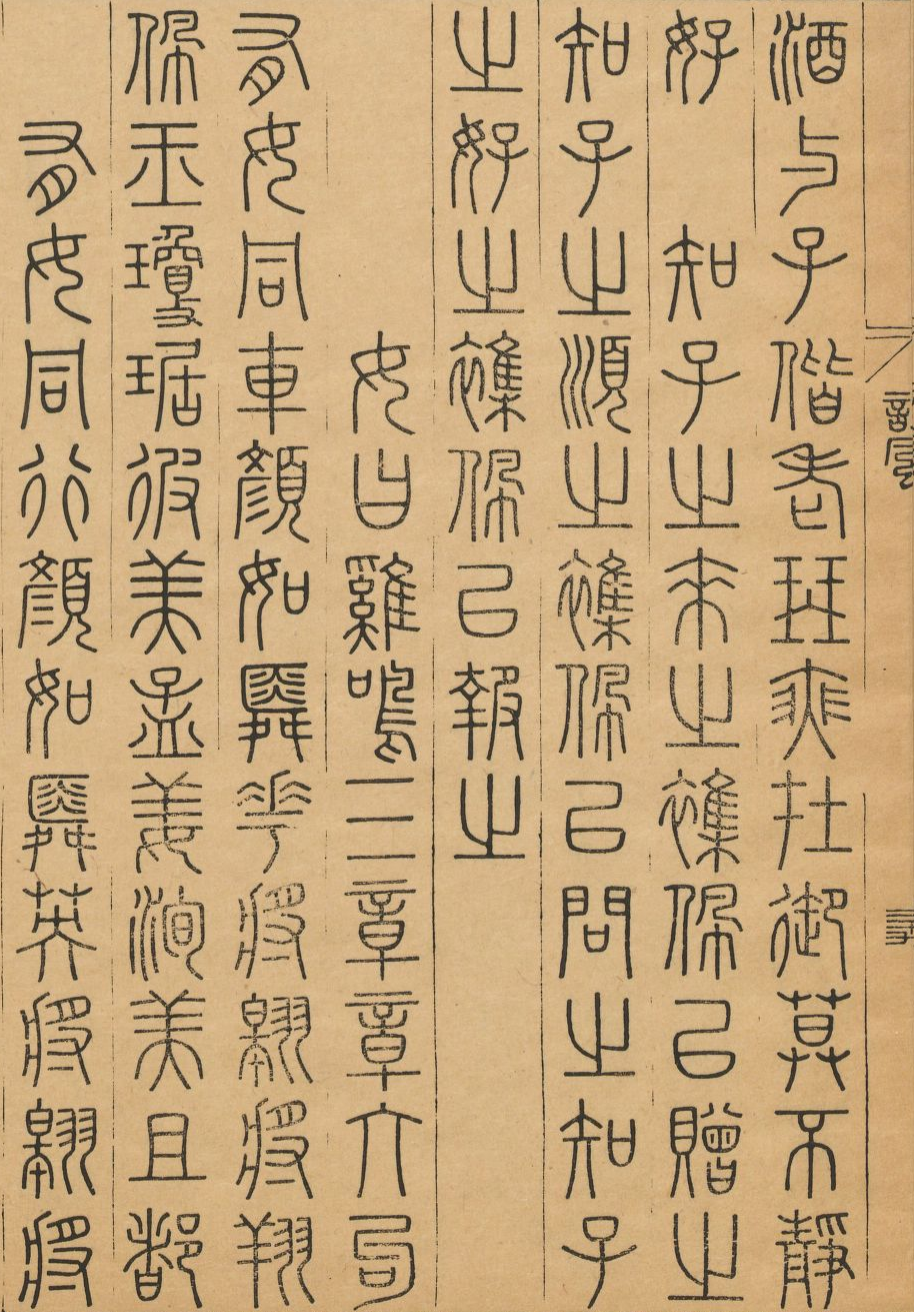 酒与子偕老琴瑟在御莫不靜
好　知子之來之雜佩以贈之
知子之順之雜佩以問之知子
之好之雜佩以報之
女曰雞鳴三章章六句
有女同車顏如舜華將翱將翔
佩玉瓊琚彼美孟姜洵美且都
有女同行顏如舜英將翱將